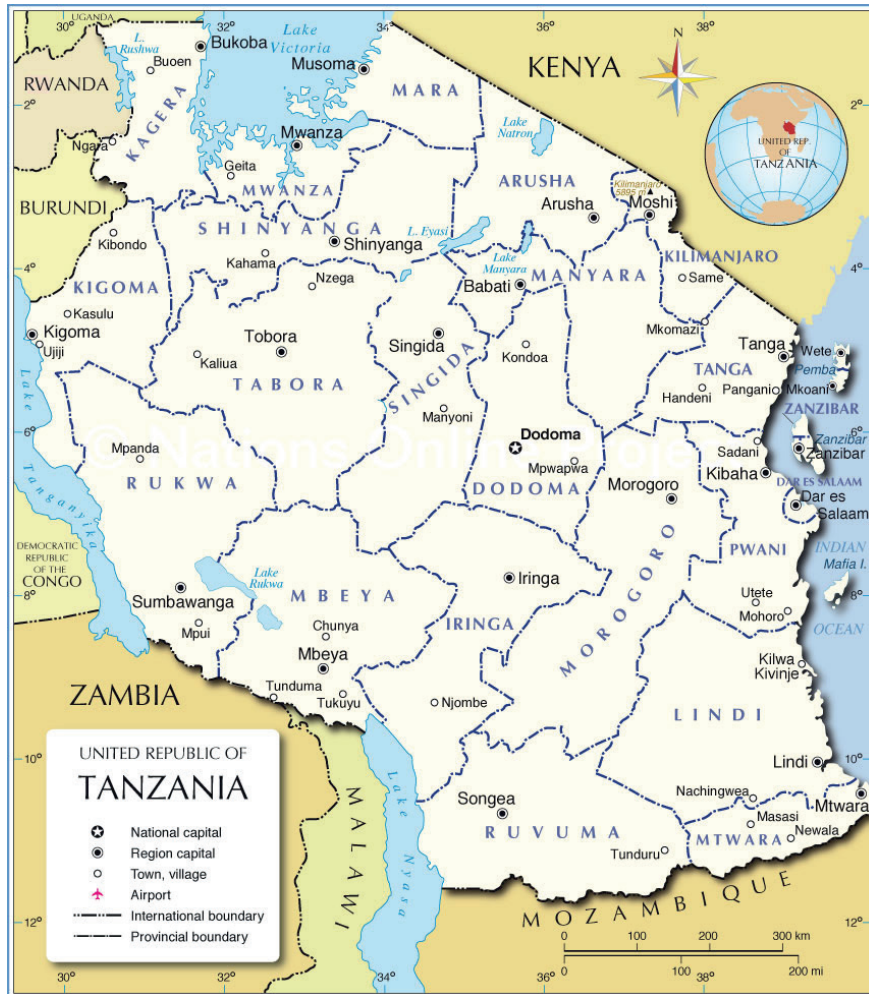 30°
32°
34°
36°
38°
UGANDA
L.
Rushwa
Bukoba
Buoen
Lake
Victoria
Musoma
KENYA
N
RWANDA
MARA
2°
2°
KAGERA
Ngara
Mwanza
Lake
Natron
UNITED REP.
OF
TANZANIA
Geita
MWANZA
ARUSHA
Kilimanjaro
5895 m
Arusha
Moshi
BURUNDI
Kibondo
SHINYANGA
Shinyanga
L. Eyasi
Kahama
Nzega
Lake
Manyara
MANYARA
KILIMANJARO
4°
4°
KIGOMA
Babati
Same
Kasulu
Kigoma
Ujiji
Tobora
Kaliua
TABORA
Singida
SINGIDA
Kondoa
Mkomazi
Tanga
TANGA
Wete
Pemba
Handeni
Panganio
Mkoani
Manyoni
ZANZIBAR
6°
6°
© Nations Online Project
Mpanda
RUKWA
Dodoma
Mpwapwa
DODOMA
Sadani
Zanzibar
Zanzibar
Kibaha
Morogoro
DAR ES SALAAM
Dar es
Salaam
Lake Tanganyika
DEMOCRATIC
REPUBLIC
OF THE
CONGO
PWANI
INDIAN
Mafia I.
Lake
Rukwa
Iringa
MOROGORO
8°
8°
Sumbawanga
Mpui
MBEYA
Chunya
IRINGA
Utete
Mohoro
OCEAN
Mbeya
Kilwa
Kivinje
ZAMBIA
Tunduma
Tukuyu
Njombe
LINDI
UNITED REPUBLIC OF
TANZANIA
National capital
Region capital
Town, village
Airport
International boundary
Provincial boundary
10°
10°
Lindi
MALAWI
Lake Nyasa
Songea
RUVUMA
Nachingwea
Mtwara
Masasi
Newala
MTWARA
Tunduru
MOZAMBIQUE
12°
12°
0 100 200 300 km
0 100 200 mi
30°
32°
34°
36°
38°